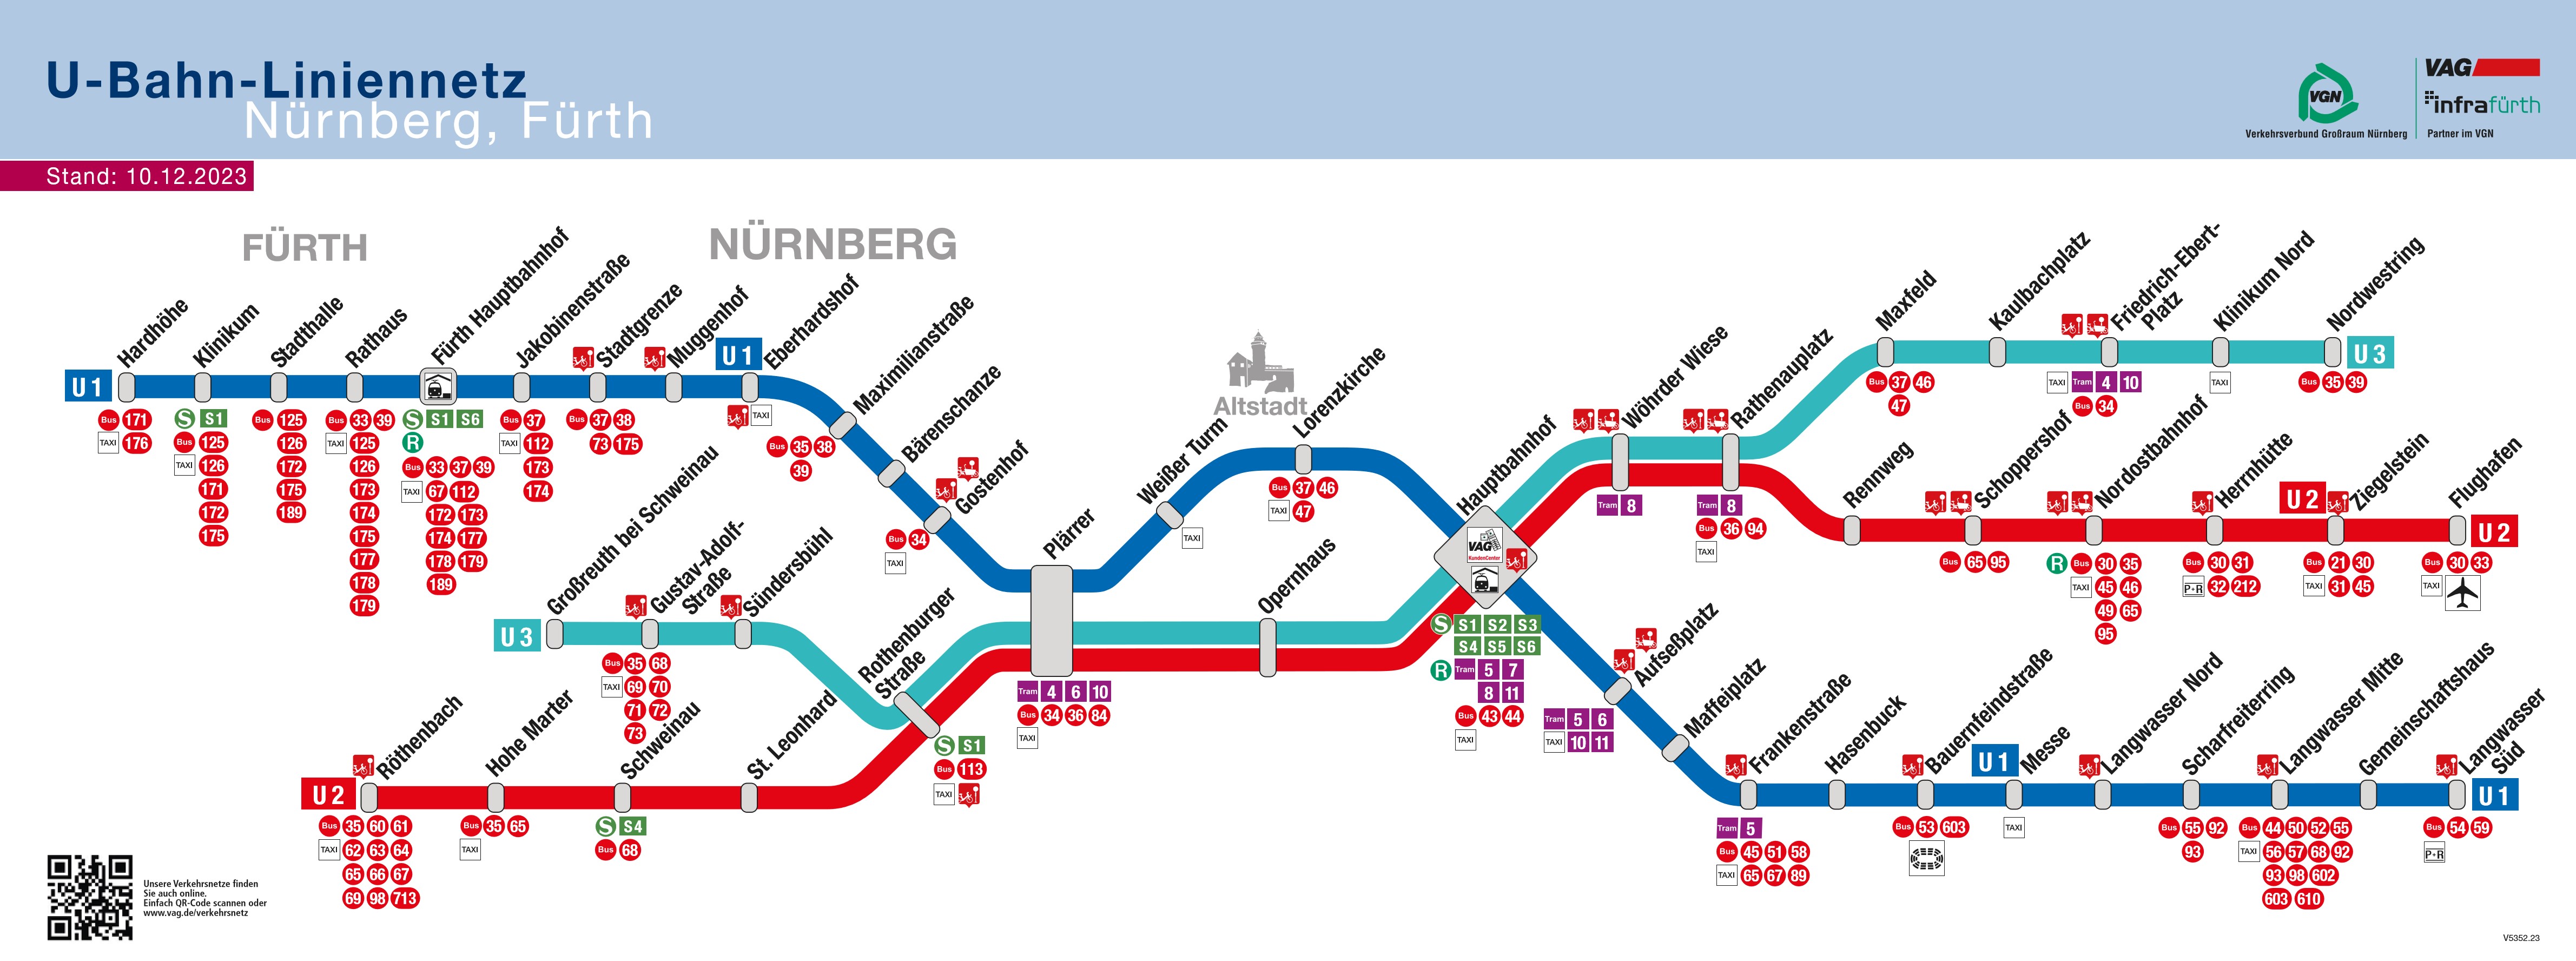 U-Bahn-Liniennetz
Nürnberg, Fürth
VGN
Verkehrsverbund Großraum Nürnberg
VAG
infrafürth
Partner im VGN
Stand: 10.12.2023
FÜRTH
NÜRNBERG
Altstadt
U1
Hardhöhe
Bus 171
TAXI 176
Klinikum
S S1
Bus 125
TAXI 126
171
172
175
Stadthalle
Bus 125
126
172
175
189
Rathaus
Bus 33 39
TAXI 125
126
173
174
175
177
178
179
Fürth Hauptbahnhof
S S1 S6
R
Bus 33 37 39
TAXI 67 112
172 173
174 177
178 179
189
Jakobinenstraße
Bus 37
TAXI 112
173
174
Stadtgrenze
Bus 37 38
73 175
Muggenhof
U1
Eberhardshof
TAXI
Bus 35 38
39
Maximilianstraße
Bärenschanze
Gostenhof
Bus 34
TAXI
Plärrer
Tram 4 6 10
Bus 34 36 84
TAXI
Weißer Turm
TAXI
Lorenzkirche
Bus 37 46
TAXI 47
Opernhaus
Hauptbahnhof
VAG
KundenCenter
S S1 S2 S3
S4 S5 S6
R Tram 5 7
8 11
Bus 43 44
TAXI
Aufseßplatz
Tram 5 6
TAXI 10 11
Maffeiplatz
Frankenstraße
Tram 5
Bus 45 51 58
TAXI 65 67 89
Hasenbuck
Bauernfeindstraße
Bus 53 603
U1
Messe
TAXI
Langwasser Nord
Scharfreiterring
Bus 55 92
93
Langwasser Mitte
Bus 44 50 52 55
TAXI 56 57 68 92
93 98 602
603 610
Gemeinschaftshaus
Langwasser
Süd
U1
Bus 54 59
P+R
U3
Großreuth bei Schweinau
Gustav-Adolf-
Straße
Bus 35 68
TAXI 69 70
71 72
73
Sündersbühl
Rothenburger
Straße
S S1
Bus 113
TAXI
U2
Röthenbach
Bus 35 60 61
TAXI 62 63 64
65 66 67
69 98 713
Hohe Marter
Bus 35 65
TAXI
Schweinau
S S4
Bus 68
St. Leonhard
Wöhrder Wiese
Tram 8
Rathenauplatz
Tram 8
Bus 36 94
TAXI
Maxfeld
Bus 37 46
47
Kaulbachplatz
Friedrich-Ebert-
Platz
TAXI Tram 4 10
Bus 34
Klinikum Nord
TAXI
Nordwestring
U3
Bus 35 39
Rennweg
Schoppershof
Bus 65 95
Nordostbahnhof
R Bus 30 35
TAXI 45 46
49 65
95
Herrnhütte
Bus 30 31
P+R 32 212
U2
Ziegelstein
Bus 21 30
TAXI 31 45
Flughafen
U2
Bus 30 33
TAXI
Unsere Verkehrsnetze finden
Sie auch online.
Einfach QR-Code scannen oder
www.vag.de/verkehrsnetz
V5352.23